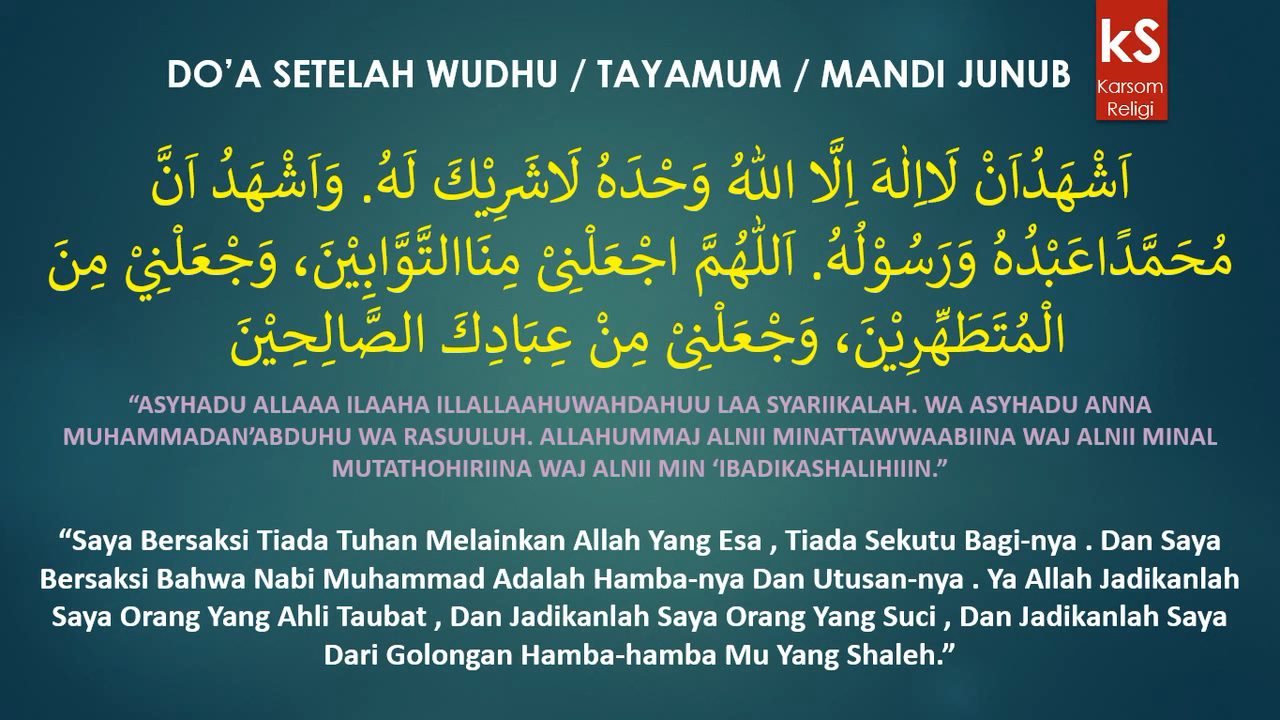 DO’A SETELAH WUDHU / TAYAMUM / MANDI JUNUB
kS
Karsom
Religi
اَشْهَدُاَنْ لَااِلٰهَ اِلَّا اللهُ وَحْدَهُ لَاشَرِيْكَ لَهُ. وَاَشْهَدُ اَنَّ
مُحَمَّدًاعَبْدُهُ وَرَسُوْلُهُ. اَللّٰهُمَّ اجْعَلْنِىْ مِنَاالتَّوَّابِيْنَ، وَجْعَلْنِيْ مِنَ
الْمُتَطَهِّرِيْنَ، وَجْعَلْنِىْ مِنْ عِبَادِكَ الصَّالِحِيْنَ
“ASYHADU ALLAAA ILAAHA ILLALLAAHUWAHDAHUU LAA SYARIIKALAH. WA ASYHADU ANNA
MUHAMMADAN’ABDUHU WA RASUULUH. ALLAHUMMAJ ALNII MINATTAWWAABIINA WAJ ALNII MINAL
MUTATHOHIRIINA WAJ ALNII MIN ‘IBADIKASHALIHIIIN.”
“Saya Bersaksi Tiada Tuhan Melainkan Allah Yang Esa , Tiada Sekutu Bagi-nya . Dan Saya
Bersaksi Bahwa Nabi Muhammad Adalah Hamba-nya Dan Utusan-nya . Ya Allah Jadikanlah
Saya Orang Yang Ahli Taubat , Dan Jadikanlah Saya Orang Yang Suci , Dan Jadikanlah Saya
Dari Golongan Hamba-hamba Mu Yang Shaleh.”